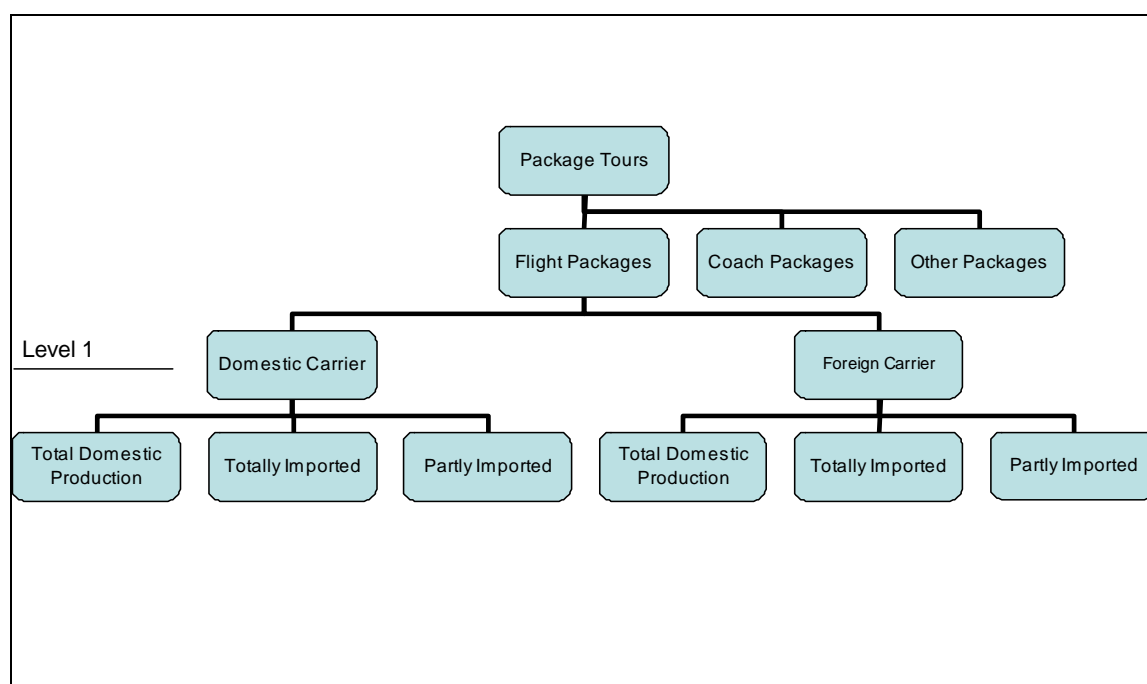 Package Tours
Flight Packages
Coach Packages
Other Packages
Level 1
Domestic Carrier
Foreign Carrier
Total Domestic
Production
Totally Imported
Partly Imported
Total Domestic
Production
Totally Imported
Partly Imported